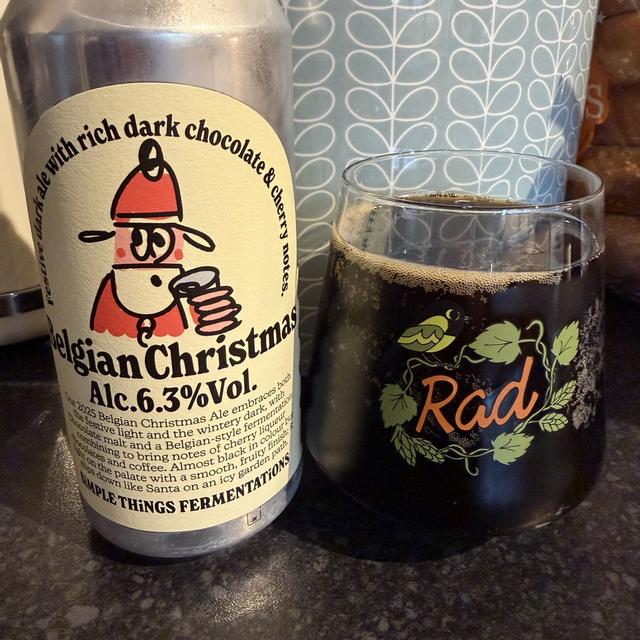 Festive dark ale with rich dark chocolate & cherry notes.
Belgian Christmas
Alc.6.3%Vol.
Our 2025 Belgian Christmas Ale embraces both
the festive light and the wintery dark, with
chocolate malt and a Belgian-style fermentation
combining to bring notes of cherry liqueur
and coffee. Almost black in colour
on the palate with a smooth, fruity finish
down like Santa on an icy garden path.
SiMPLE THiNGS FERMENTATiONS
Rad
S